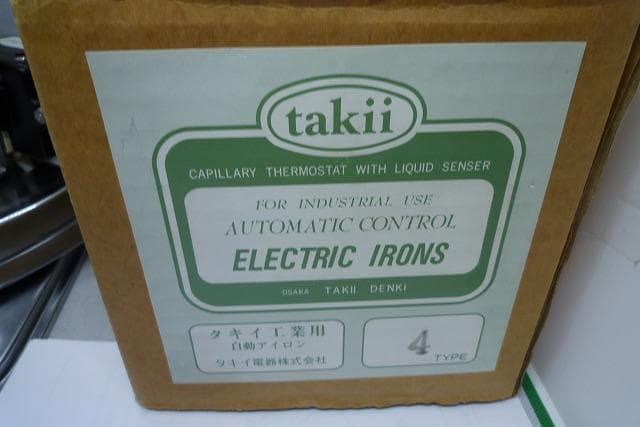 takii
CAPILLARY THERMOSTAT WITH LIQUID SENSER
FOR INDUSTRIAL USE
AUTOMATIC CONTROL
ELECTRIC IRONS
OSAKA TAKII DENKI
タキイ工業用
自動アイロン
タキイ電器株式会社
4 TYPE